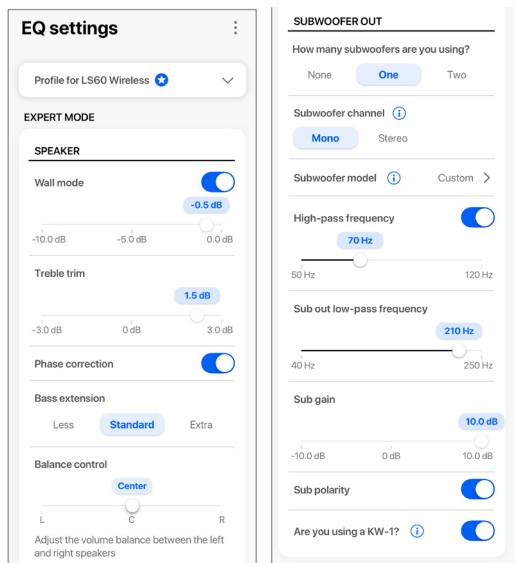 EQ settings
Profile for LS60 Wireless
EXPERT MODE
SPEAKER
Wall mode
-0.5 dB
-10.0 dB -5.0 dB 0.0 dB
Treble trim
1.5 dB
-3.0 dB 0 dB 3.0 dB
Phase correction
Bass extension
Less Standard Extra
Balance control
Center
L C R
Adjust the volume balance between the left
and right speakers
SUBWOOFER OUT
How many subwoofers are you using?
None One Two
Subwoofer channel i
Mono Stereo
Subwoofer model i Custom
High-pass frequency
70 Hz
50 Hz 120 Hz
Sub out low-pass frequency
210 Hz
40 Hz 250 Hz
Sub gain
10.0 dB
-10.0 dB 0 dB 10.0 dB
Sub polarity
Are you using a KW-1? i